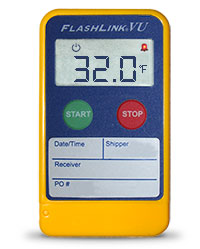 FLASHLINK VU
32.0°F
START STOP
Date/Time Shipper
Receiver
PO #